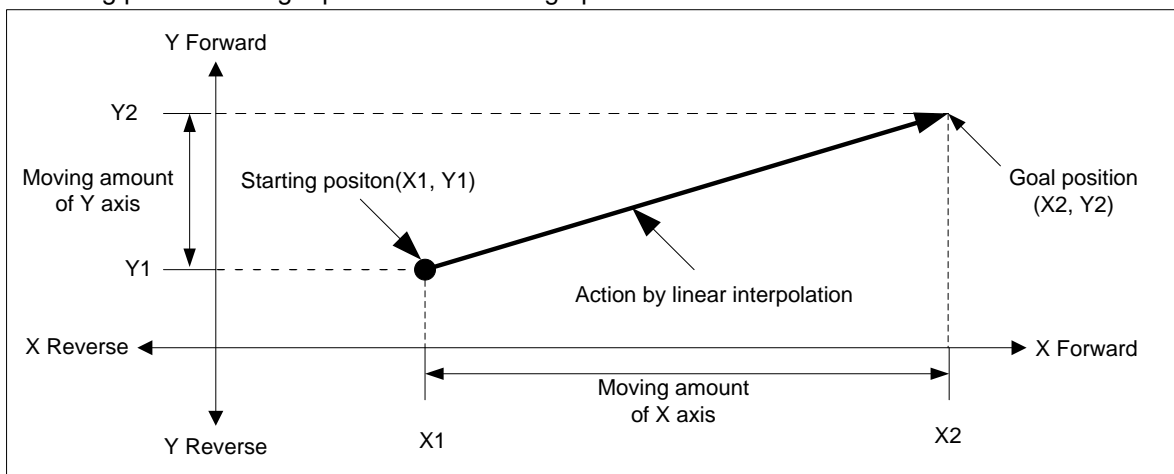 Y Forward
Y2
Moving amount
of Y axis
Starting positon(X1, Y1)
Goal position
(X2, Y2)
Y1
Action by linear interpolation
X Reverse
X Forward
Moving amount
of X axis
Y Reverse
X1
X2